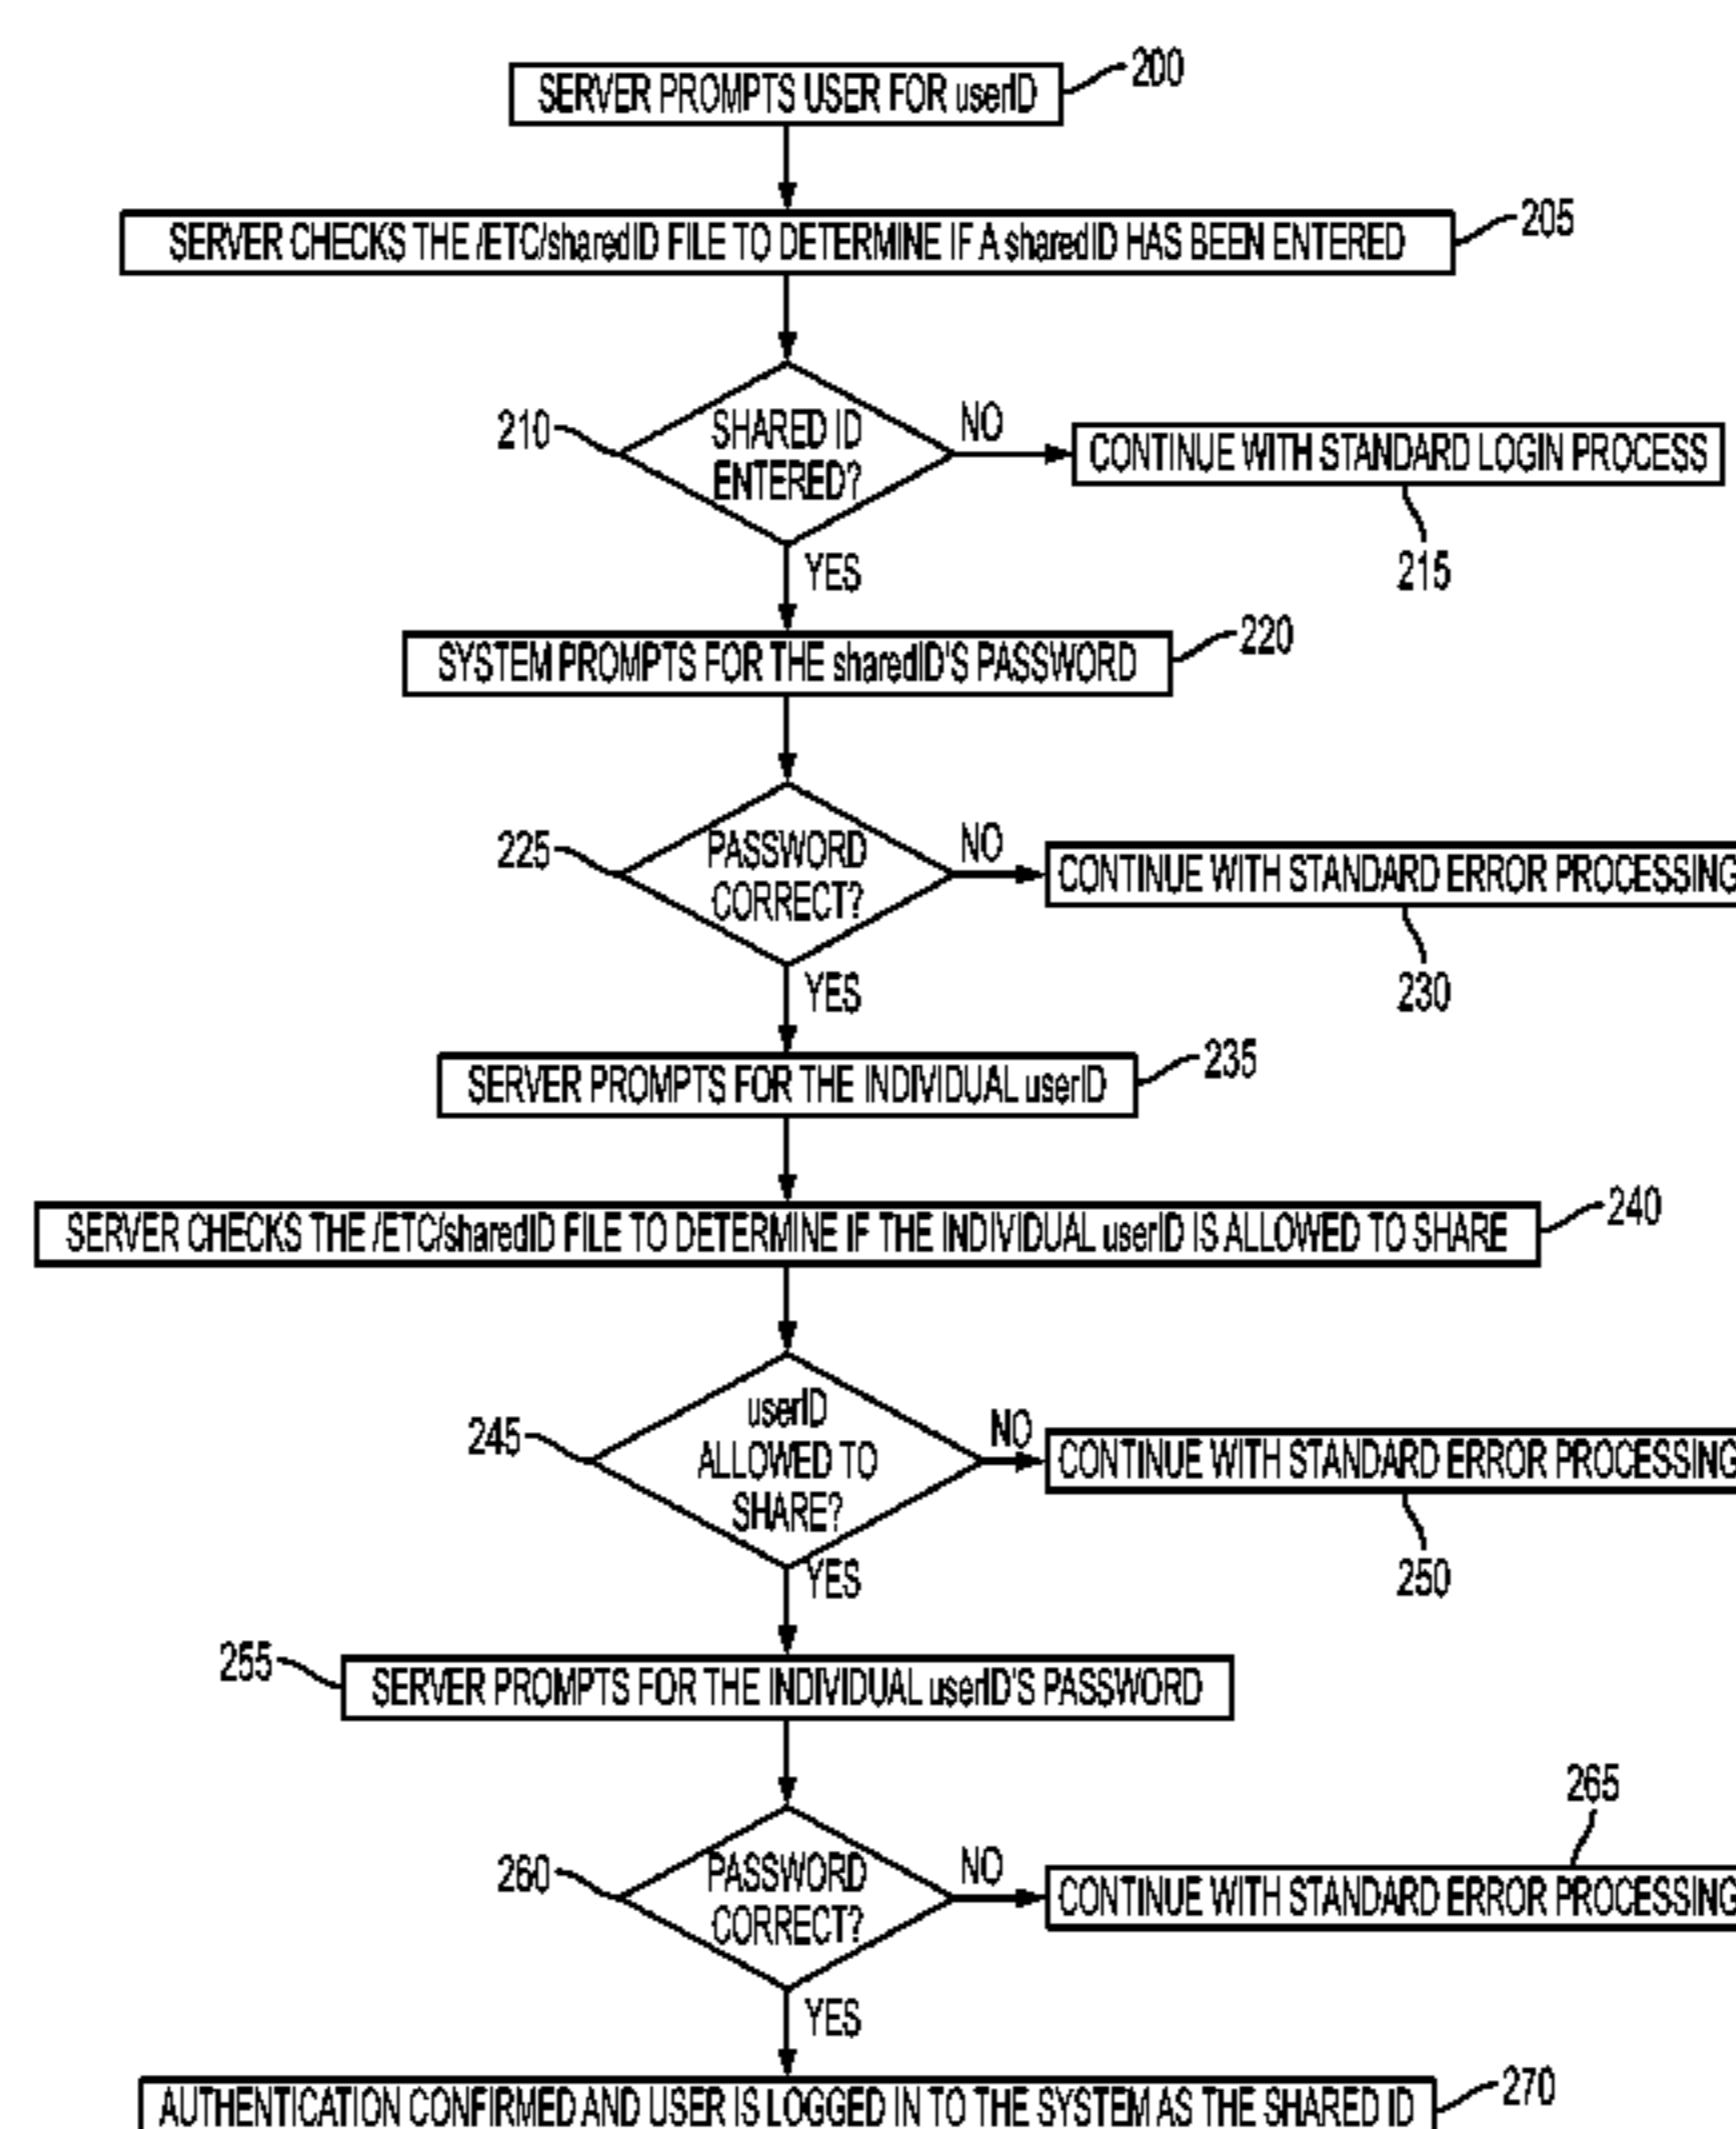 SERVER PROMPTS USER FOR userID
200
SERVER CHECKS THE /ETC/sharedID FILE TO DETERMINE IF A sharedID HAS BEEN ENTERED
205
210
SHARED ID
ENTERED?
NO
CONTINUE WITH STANDARD LOGIN PROCESS
215
YES
SYSTEM PROMPTS FOR THE sharedID'S PASSWORD
220
225
PASSWORD
CORRECT?
NO
CONTINUE WITH STANDARD ERROR PROCESSING
230
YES
SERVER PROMPTS FOR THE INDIVIDUAL userID
235
SERVER CHECKS THE /ETC/sharedID FILE TO DETERMINE IF THE INDIVIDUAL userID IS ALLOWED TO SHARE
240
245
userID
ALLOWED TO
SHARE?
NO
CONTINUE WITH STANDARD ERROR PROCESSING
250
YES
255
SERVER PROMPTS FOR THE INDIVIDUAL userID'S PASSWORD
260
PASSWORD
CORRECT?
NO
265
CONTINUE WITH STANDARD ERROR PROCESSING
YES
AUTHENTICATION CONFIRMED AND USER IS LOGGED IN TO THE SYSTEM AS THE SHARED ID
270